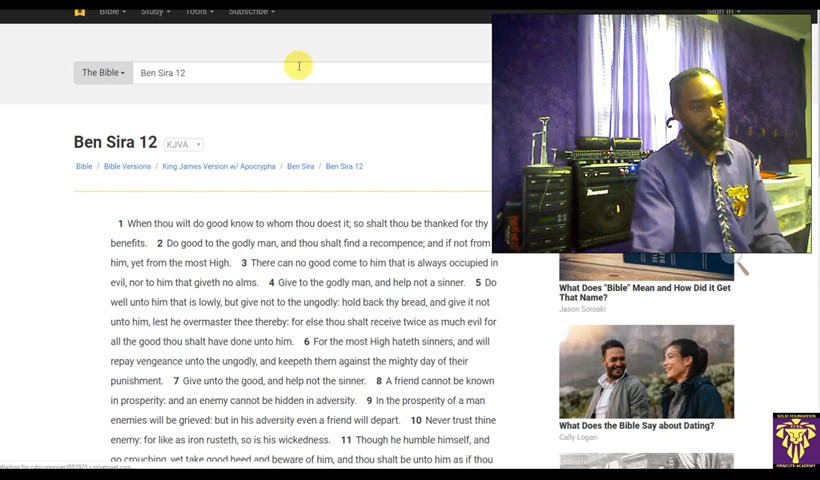 Bible Study Tools Subscribe Sign In
The Bible Ben Sira 12
Ben Sira 12 KJVA
Bible / Bible Versions / King James Version w/ Apocrypha / Ben Sira / Ben Sira 12
1 When thou wilt do good know to whom thou doest it; so shalt thou be thanked for thy
benefits. 2 Do good to the godly man, and thou shalt find a recompence; and if not from
him, yet from the most High. 3 There can no good come to him that is always occupied in
evil, nor to him that giveth no alms. 4 Give to the godly man, and help not a sinner. 5 Do
well unto him that is lowly, but give not to the ungodly: hold back thy bread, and give it not
unto him, lest he overmaster thee thereby: for else thou shalt receive twice as much evil for
all the good thou shalt have done unto him. 6 For the most High hateth sinners, and will
repay vengeance unto the ungodly, and keepeth them against the mighty day of their
punishment. 7 Give unto the good, and help not the sinner. 8 A friend cannot be known
in prosperity: and an enemy cannot be hidden in adversity. 9 In the prosperity of a man
enemies will be grieved: but in his adversity even a friend will depart. 10 Never trust thine
enemy: for like as iron rusteth, so is his wickedness. 11 Though he humble himself, and
go crouching, yet take good heed and beware of him, and thou shalt be unto him as if thou
Ibanez
What Does "Bible" Mean and How Did it Get
That Name?
Jason Soroski
What Does the Bible Say about Dating?
Cally Logan
SOLID FOUNDATION
ISRAELITE ACADEMY